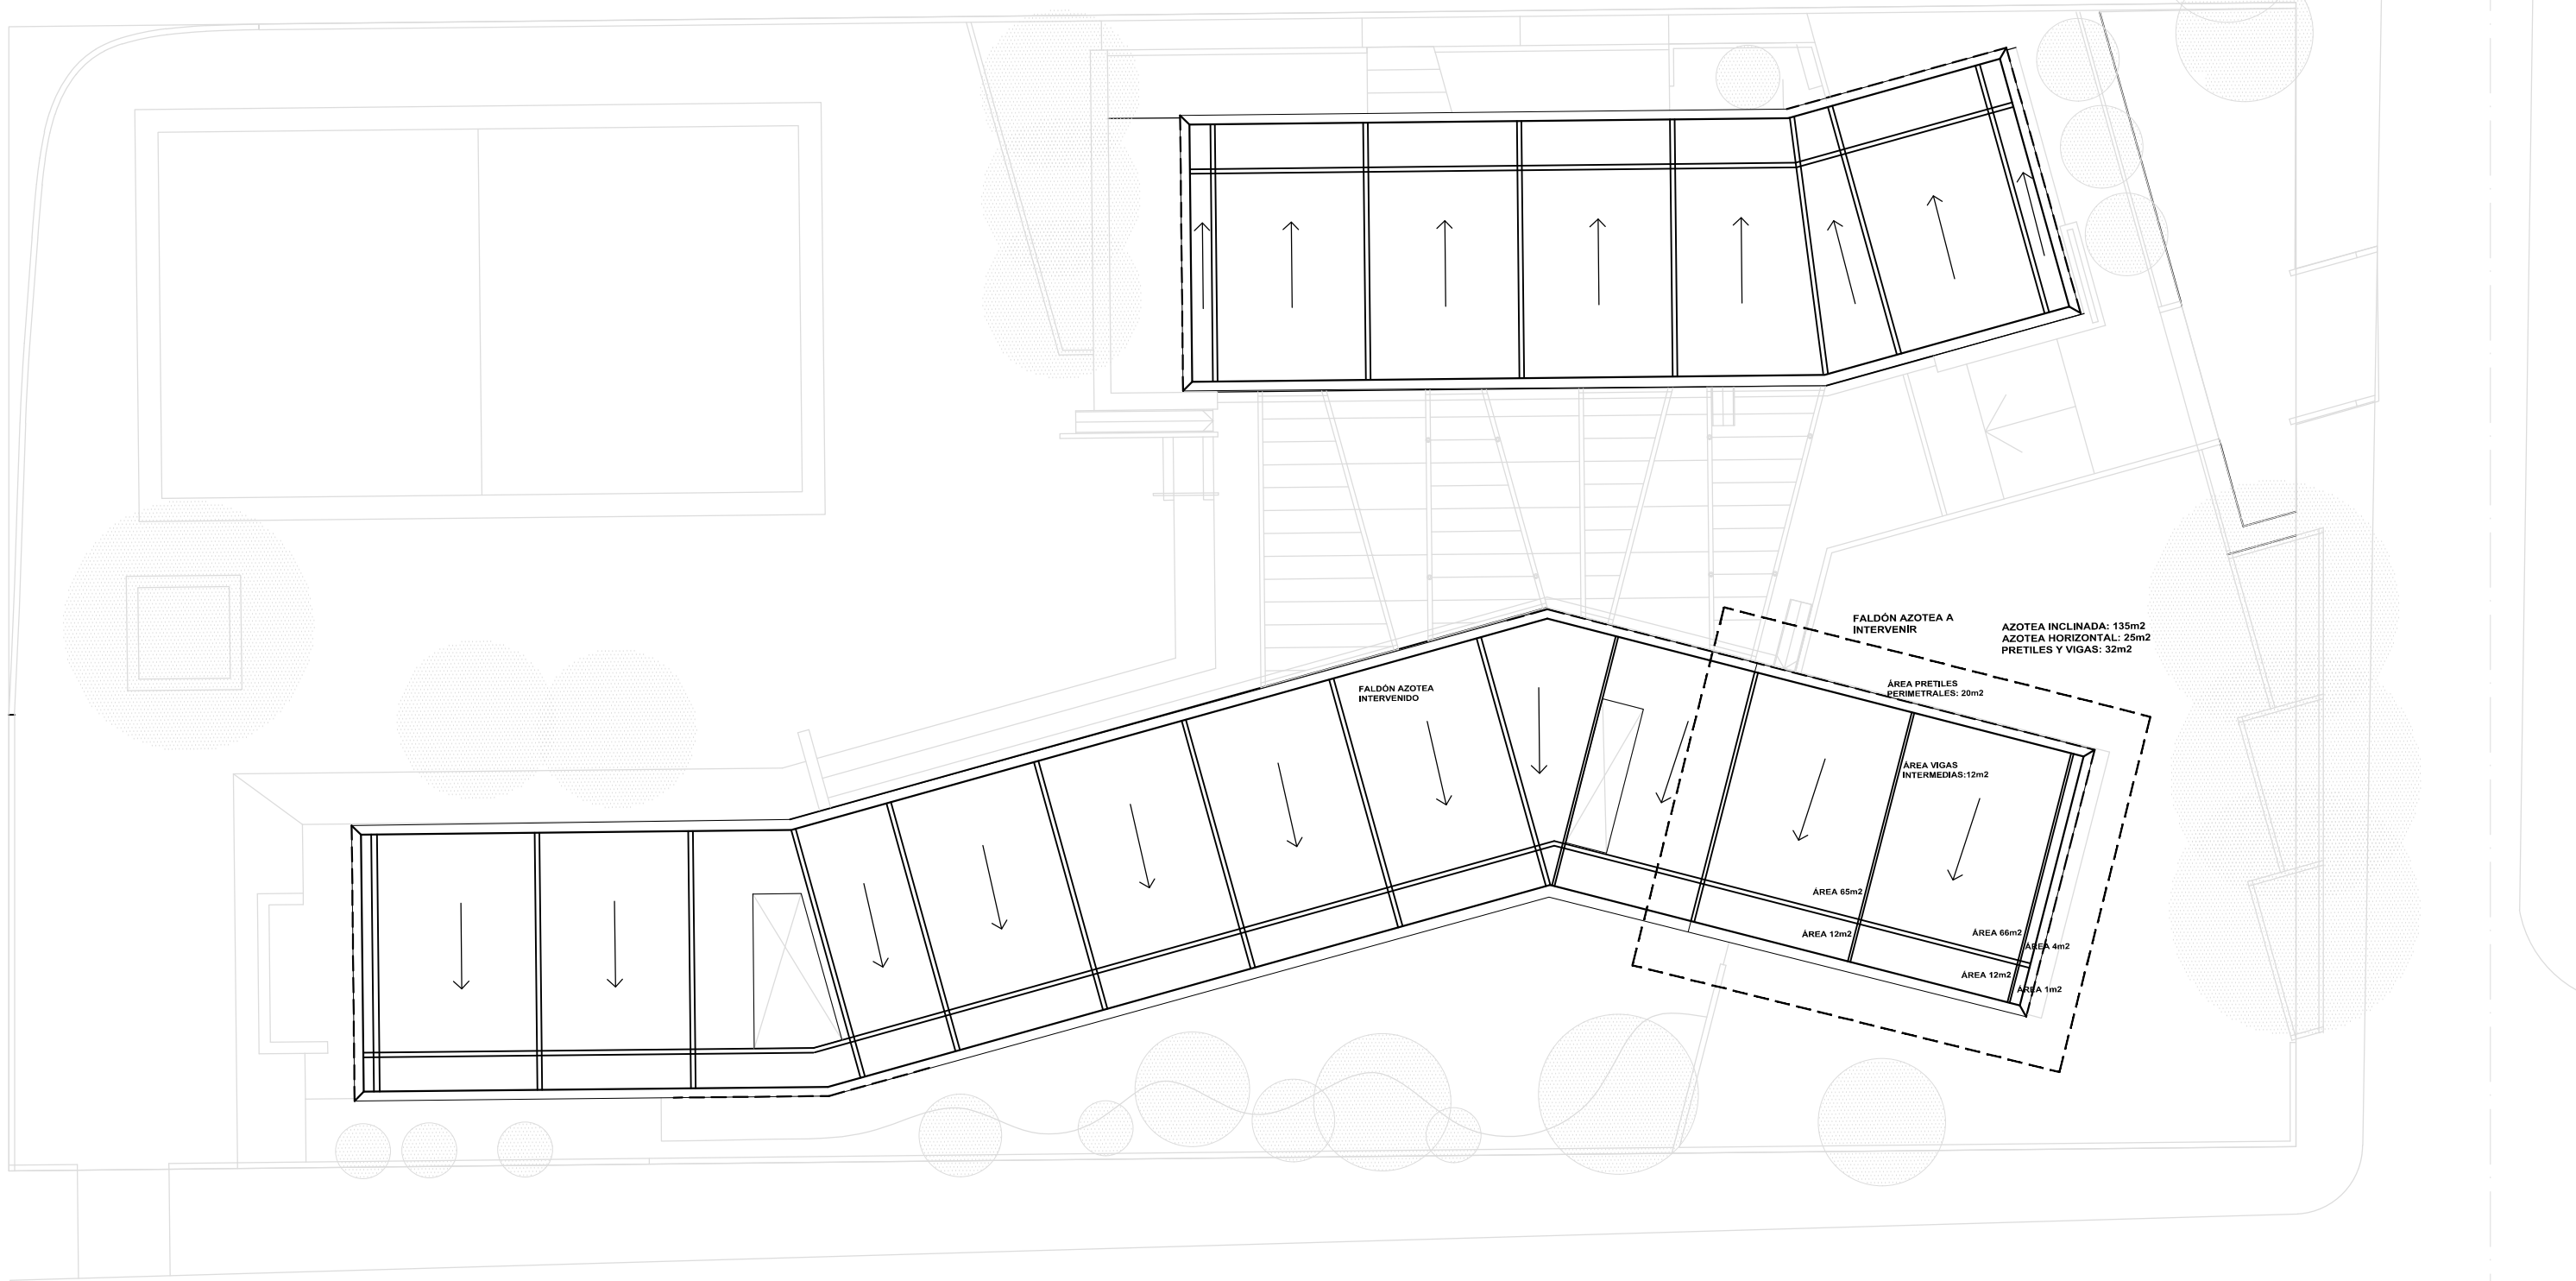 FALDÓN AZOTEA A
INTERVENIR
AZOTEA INCLINADA: 135m2
AZOTEA HORIZONTAL: 25m2
PRETILES Y VIGAS: 32m2
FALDÓN AZOTEA
INTERVENIDO
ÁREA PRETILES
PERIMETRALES: 20m2
ÁREA VIGAS
INTERMEDIAS:12m2
ÁREA 65m2
ÁREA 12m2
ÁREA 66m2
ÁREA 4m2
ÁREA 12m2
ÁREA 1m2